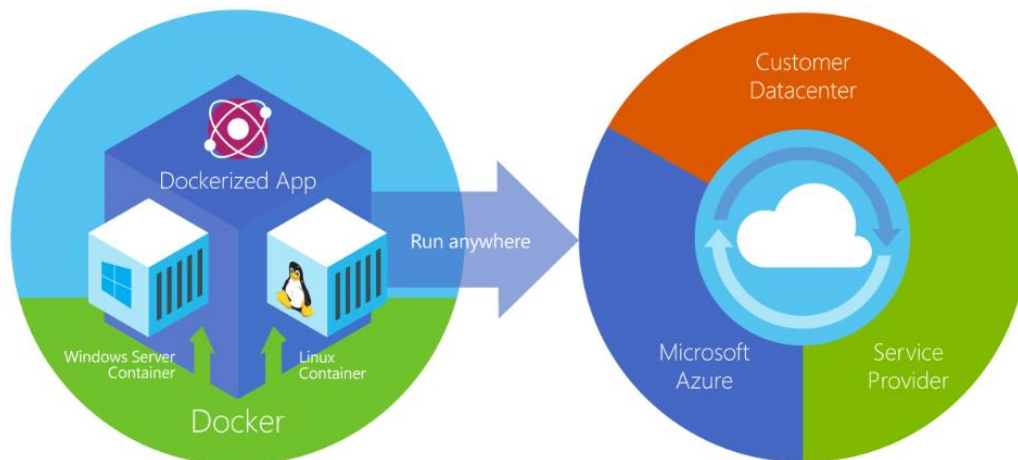 Dockerized App
Windows Server
Container
Linux
Container
Docker
Run anywhere
Customer
Datacenter
Microsoft
Azure
Service
Provider